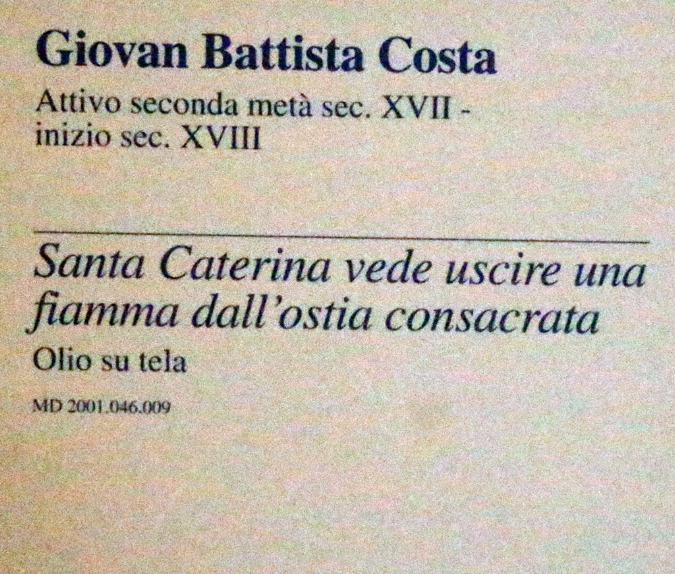 Giovan Battista Costa
Attivo seconda metà sec. XVII -
inizio sec. XVIII
Santa Caterina vede uscire una
fiamma dall'ostia consacrata
Olio su tela
MD 2001.046.009